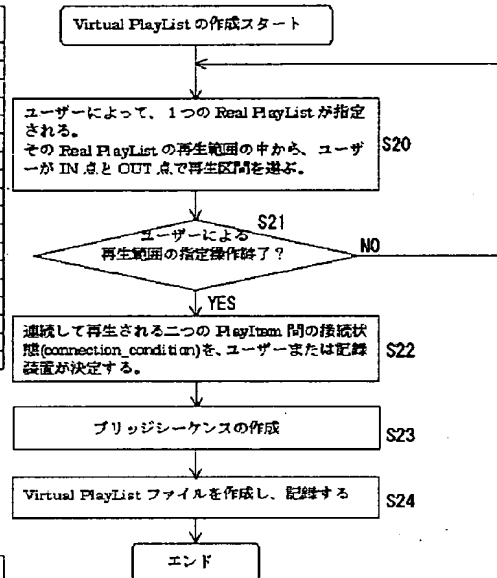 Virtual PlayList の作成スタート
ユーザーによって、1つの Real PlayList が指定
される。
その Real PlayList の再生範囲の中から、ユーザ
ーが IN 点と OUT 点で再生区間を選ぶ。
S20
S21
ユーザーによる
再生範囲の指定操作終了？
NO
YES
連続して再生される二つの PlayItem 間の接続状
態(connection_condition)を、ユーザーまたは記録
装置が決定する。
S22
ブリッジシーケンスの作成
S23
Virtual PlayList ファイルを作成し、記録する
S24
エンド